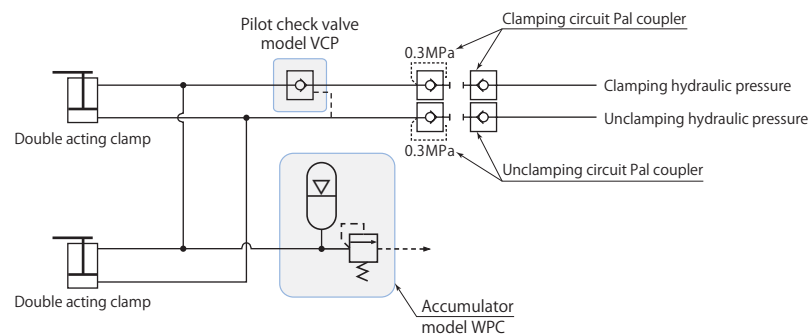 Clamping circuit Pal coupler
Pilot check valve
model VCP
0.3MPa
Clamping hydraulic pressure
Unclamping hydraulic pressure
Double acting clamp
0.3MPa
Unclamping circuit Pal coupler
Double acting clamp
Accumulator
model WPC